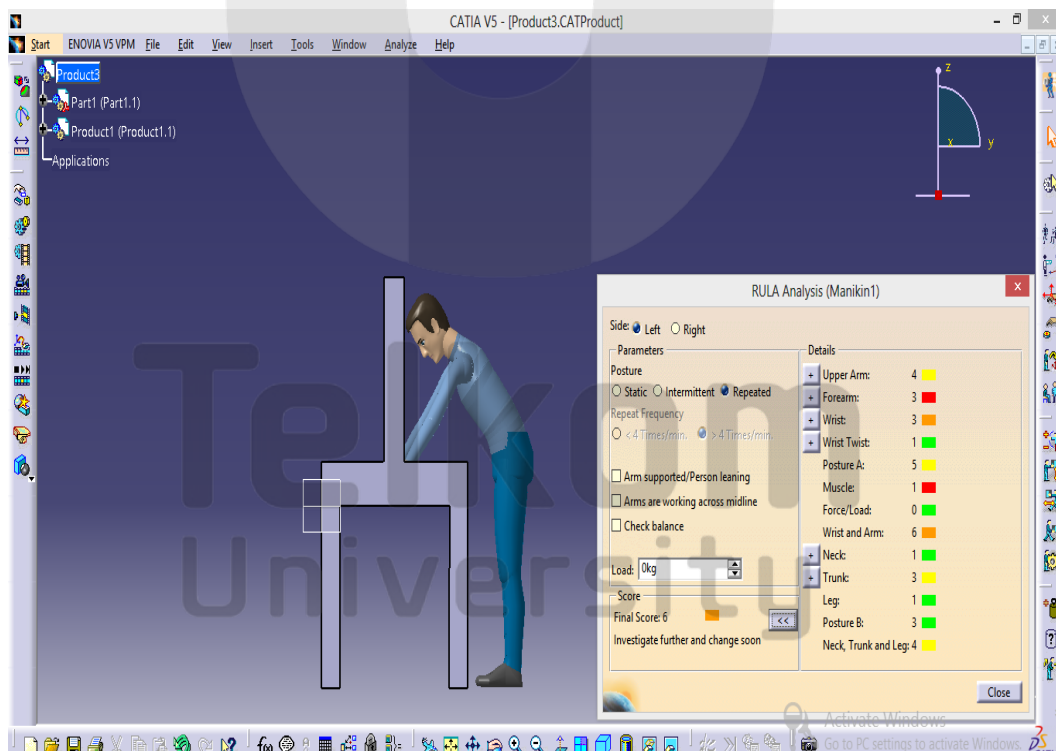 CATIA V5 - [Product3.CATProduct]
Start ENOVIA V5 VPM File Edit View Insert Tools Window Analyze Help
Product3
Part1 (Part1.1)
Product1 (Product1.1)
Applications
z
x
y
RULA Analysis (Manikin1)
Side: Left Right
Parameters
Posture
Static Intermittent Repeated
Repeat Frequency
< 4 Times/min. > 4 Times/min.
Arm supported/Person leaning
Arms are working across midline
Check balance
Load: 0kg
Score
Final Score: 6
<<
Investigate further and change soon
Details
+ Upper Arm: 4
+ Forearm: 3
+ Wrist: 3
+ Wrist Twist: 1
Posture A: 5
Muscle: 1
Force/Load: 0
Wrist and Arm: 6
+ Neck: 1
+ Trunk: 3
Leg: 1
Posture B: 3
Neck, Trunk and Leg: 4
Close
Telkom
University
Activate Windows
Go to PC settings to activate Windows